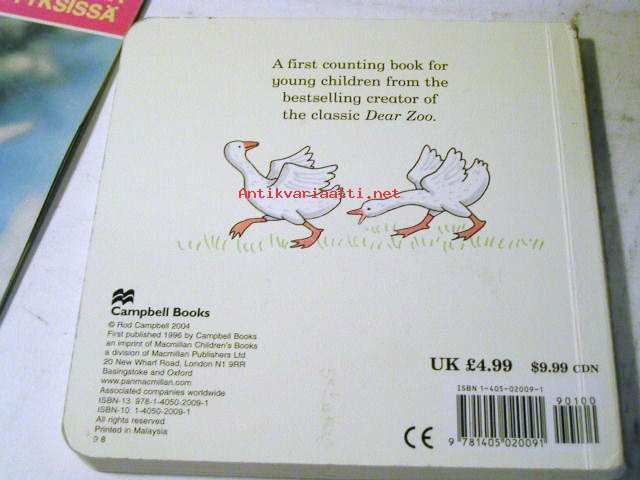 YKSISSÄ
A first counting book for
young children from the
bestselling creator of
the classic Dear Zoo.
Antikvariaatti.net
Campbell Books
© Rod Campbell 2004
First published 1996 by Campbell Books
an imprint of Macmillan Children's Books
a division of Macmillan Publishers Ltd
20 New Wharf Road, London N1 9RR
Basingstoke and Oxford
www.panmacmillan.com
Associated companies worldwide
ISBN-13 978-1-4050-2009-1
ISBN-10 1-4050-2009-1
All rights reserved
Printed in Malaysia
9 8
UK £4.99 $9.99 CDN
ISBN 1-405-02009-1
90100
CE
9 781405 020091